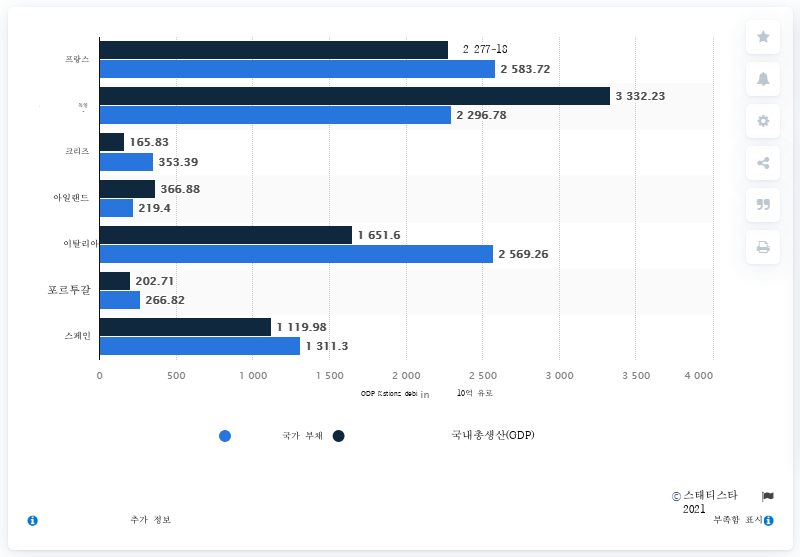 프랑스
2 277-18
2 583.72
독일
3 332.23
2 296.78
크리즈
165.83
353.39
아일랜드
366.88
219.4
이탈리아
1 651.6
2 569.26
포르투갈
202.71
266.82
스페인
1 119.98
1 311.3
0 500 1 000 1 500 2 000 2 500 3 000 3 500 4 000
in 10억 유로
국가 부채 국내총생산(GDP)
© 스태티스타
2021
추가 정보 부족함 표시